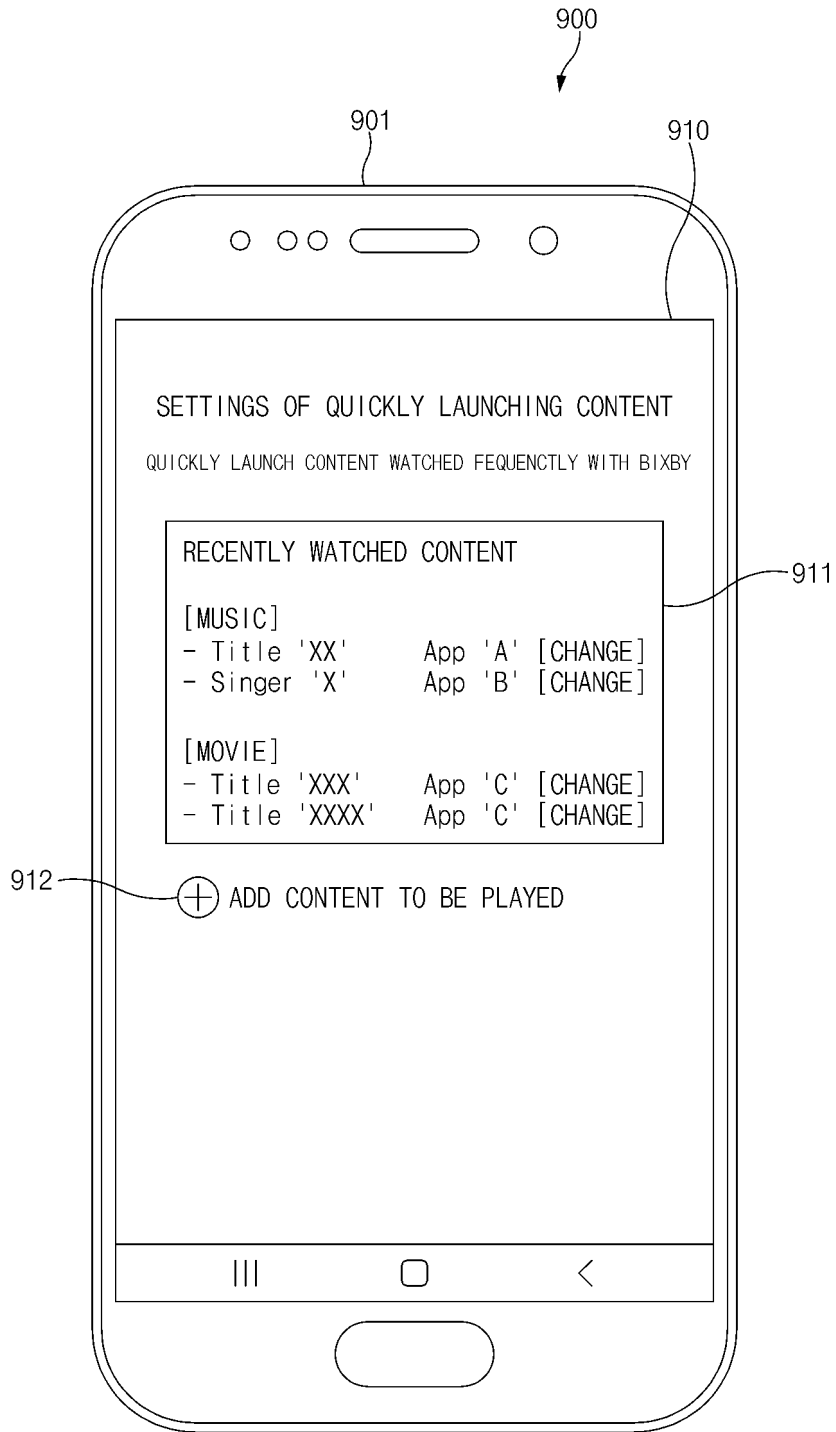 900
901
910
SETTINGS OF QUICKLY LAUNCHING CONTENT
QUICKLY LAUNCH CONTENT WATCHED FEQUENCTLY WITH BIXBY
RECENTLY WATCHED CONTENT
911
[MUSIC]
- Title 'XX' App 'A' [CHANGE]
- Singer 'X' App 'B' [CHANGE]
[MOVIE]
- Title 'XXX' App 'C' [CHANGE]
- Title 'XXXX' App 'C' [CHANGE]
912
ADD CONTENT TO BE PLAYED